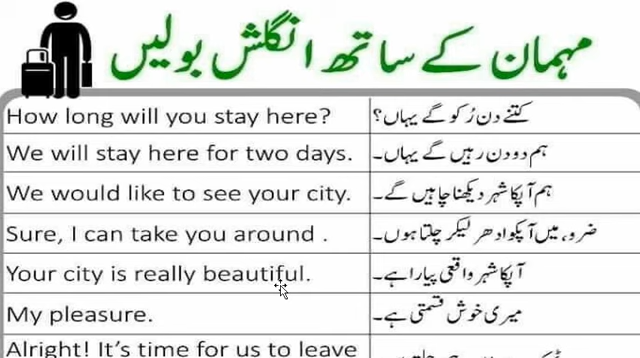 مہمان کے ساتھ انگلش بولیں
How long will you stay here? کتنے دن رُکو گے یہاں؟
We will stay here for two days. ہم دو دن رہیں گے یہاں۔
We would like to see your city. ہم آپکا شہر دیکھنا چاہیں گے۔
Sure, I can take you around . ضرور، میں آپکو ادھر لیکر چلتا ہوں۔
Your city is really beautiful. آپکا شہر واقعی پیارا ہے۔
My pleasure. میری خوش قسمتی ہے۔
Alright! It’s time for us to leave